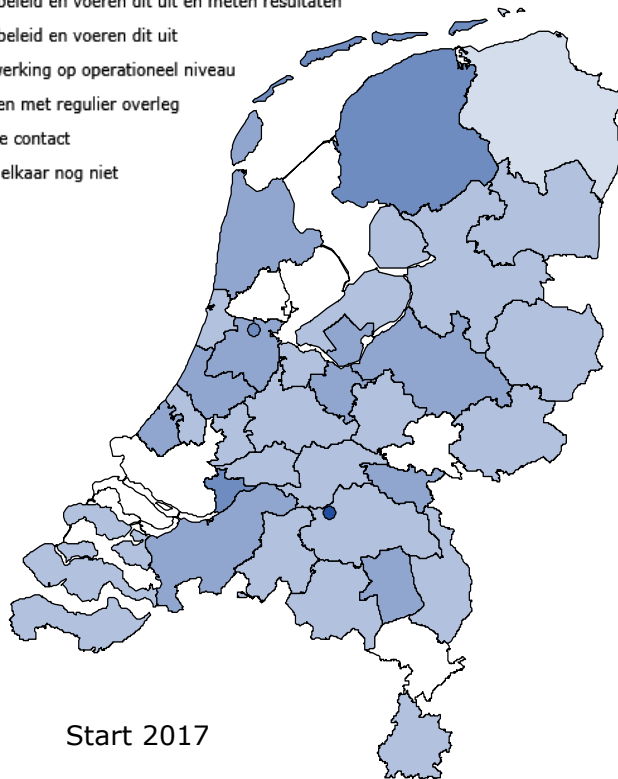 beleid en voeren dit uit en meten resultaten
beleid en voeren dit uit
erking op operationeel niveau
en met regulier overleg
e contact
elkaar nog niet
Start 2017